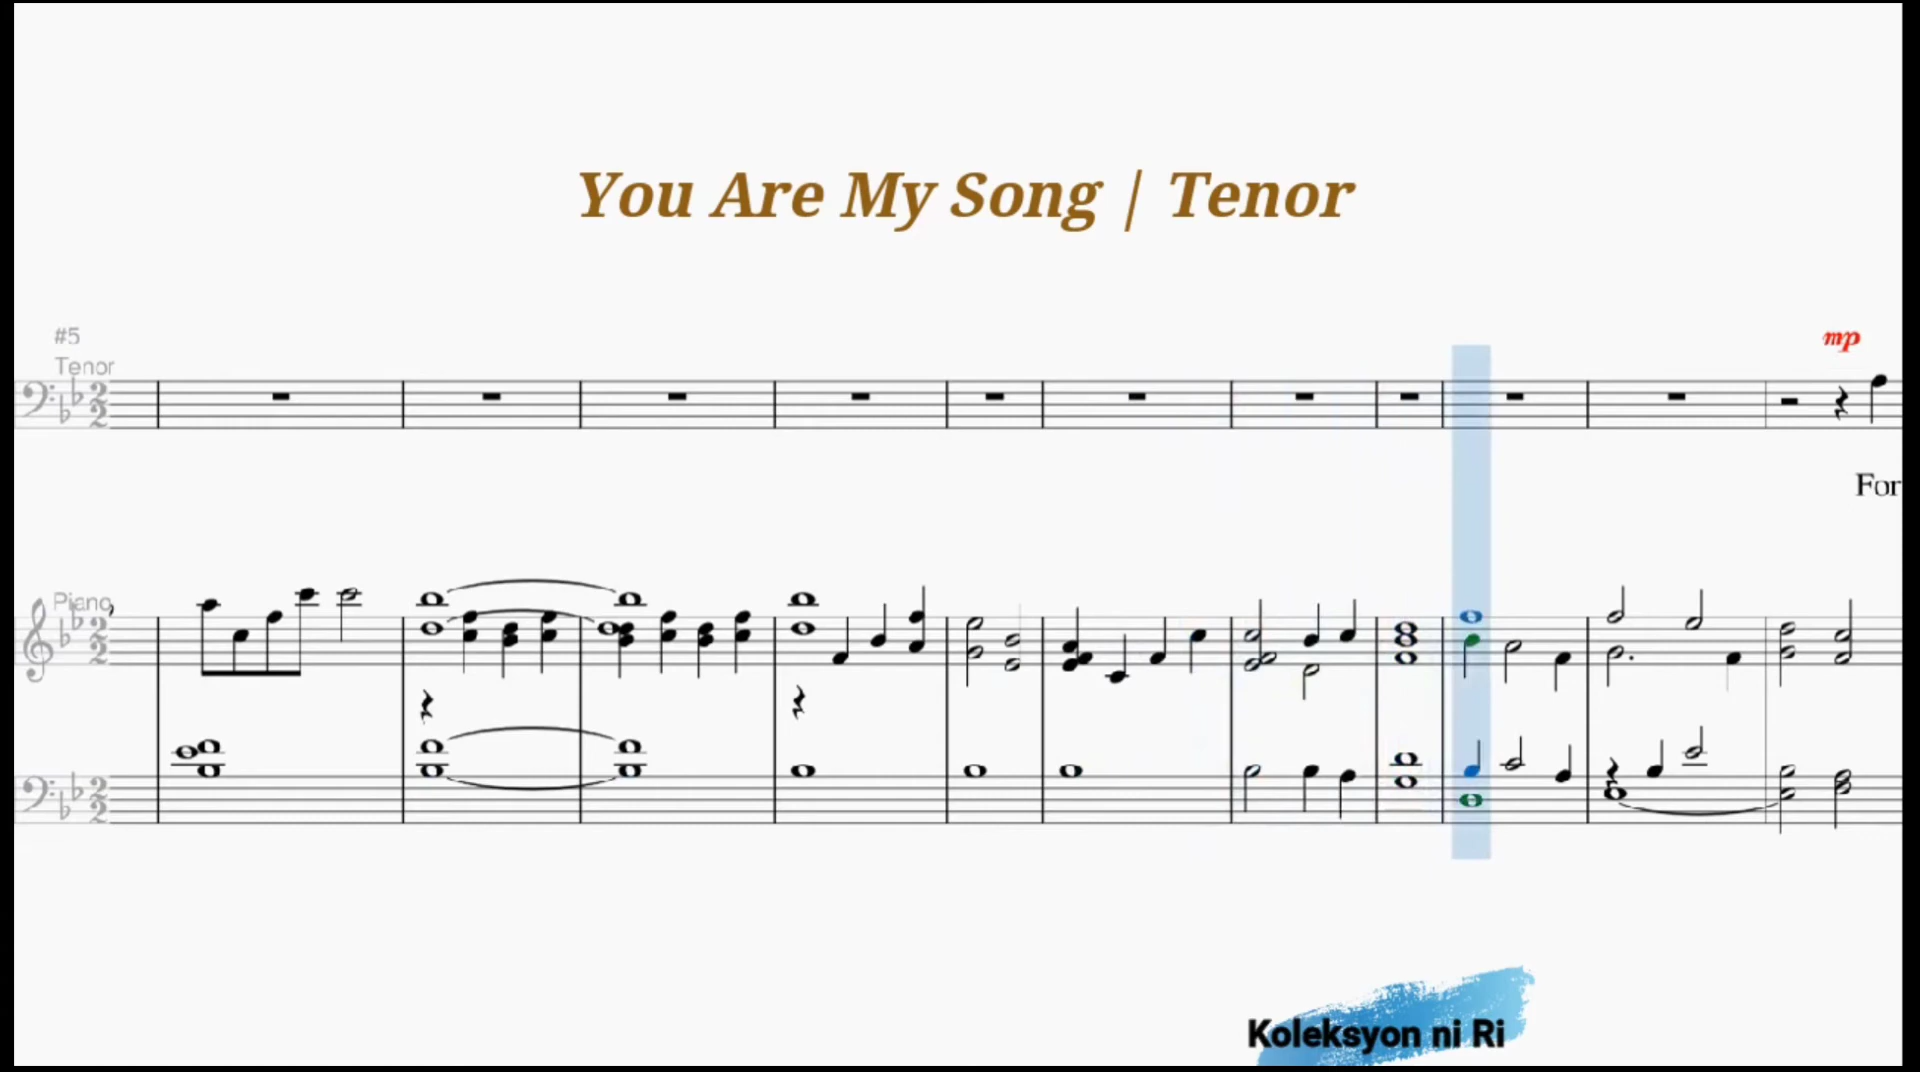 You Are My Song | Tenor
#5
Tenor
mp
For
Piano
Koleksyon ni Ri